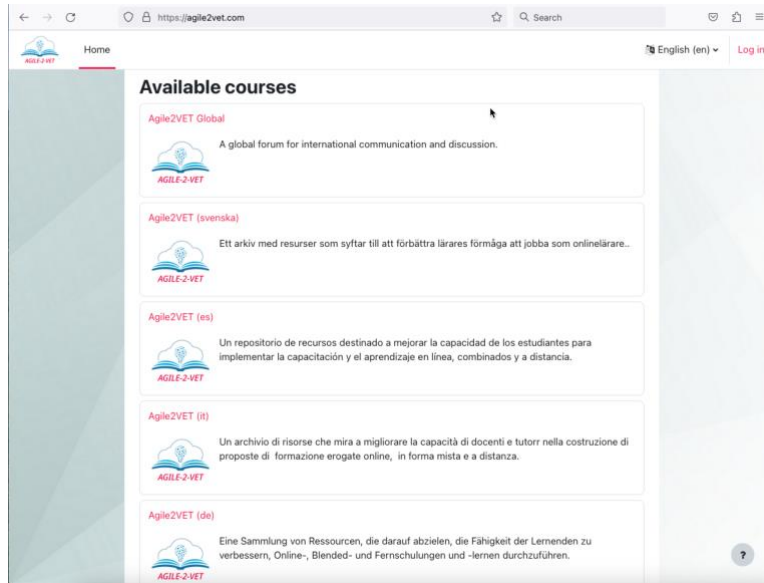 https://agile2vet.com
Search
AGILE-2-VET
Home
English (en)
Log in
Available courses
Agile2VET Global
A global forum for international communication and discussion.
AGILE-2-VET
Agile2VET (svenska)
Ett arkiv med resurser som syftar till att förbättra lärares förmåga att jobba som onlinelärare..
AGILE-2-VET
Agile2VET (es)
Un repositorio de recursos destinado a mejorar la capacidad de los estudiantes para
implementar la capacitación y el aprendizaje en línea, combinados y a distancia.
AGILE-2-VET
Agile2VET (it)
Un archivio di risorse che mira a migliorare la capacità di docenti e tutorr nella costruzione di
proposte di formazione erogate online, in forma mista e a distanza.
AGILE-2-VET
Agile2VET (de)
Eine Sammlung von Ressourcen, die darauf abzielen, die Fähigkeit der Lernenden zu
verbessern, Online-, Blended- und Fernschulungen und -lernen durchzuführen.
AGILE-2-VET
?